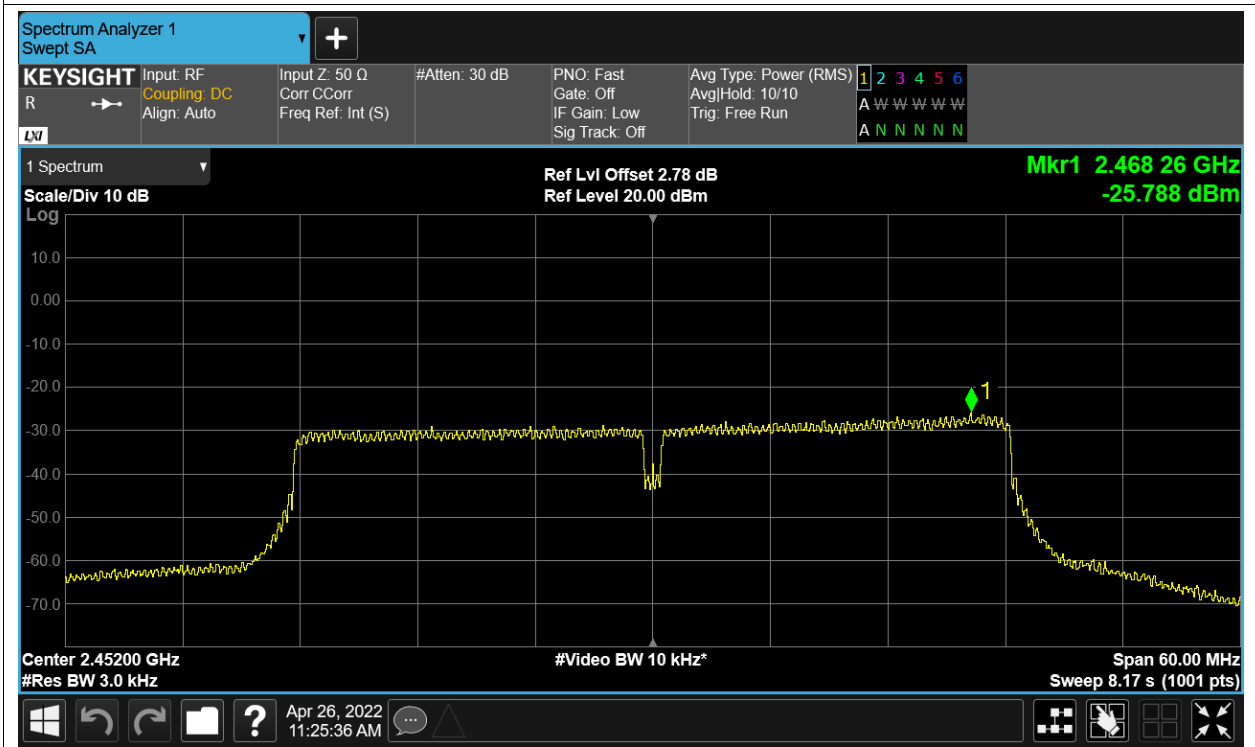 Spectrum Analyzer 1
Swept SA
KEYSIGHT
R
LXI
Input: RF
Coupling: DC
Align: Auto
Input Z: 50 Ω
Corr CCorr
Freq Ref: Int (S)
#Atten: 30 dB
PNO: Fast
Gate: Off
IF Gain: Low
Sig Track: Off
Avg Type: Power (RMS)
Avg|Hold: 10/10
Trig: Free Run
1 2 3 4 5 6
A W W W W W
A N N N N N
1 Spectrum
Scale/Div 10 dB
Log
Ref Lvl Offset 2.78 dB
Ref Level 20.00 dBm
Mkr1 2.468 26 GHz
-25.788 dBm
10.0
0.00
-10.0
-20.0
1
-30.0
-40.0
-50.0
-60.0
-70.0
Center 2.45200 GHz
#Res BW 3.0 kHz
#Video BW 10 kHz*
Span 60.00 MHz
Sweep 8.17 s (1001 pts)
?
Apr 26, 2022
11:25:36 AM